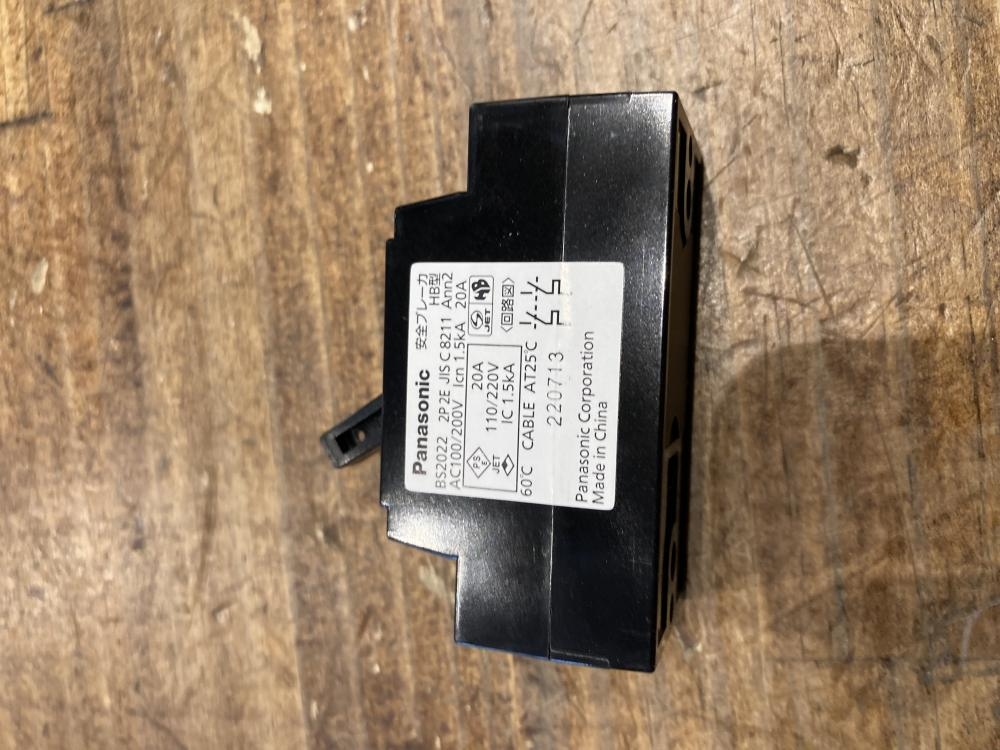 Panasonic 安全ブレーカ
BS2022 2P2E JIS C 8211 Ann2 HB型
AC100/200V Icn 1.5kA 20A
PS E JET
20A
110/220V
IC 1.5kA
S JET HB
60℃ CABLE AT25℃ 〈回路図〉
220713
Panasonic Corporation
Made in China